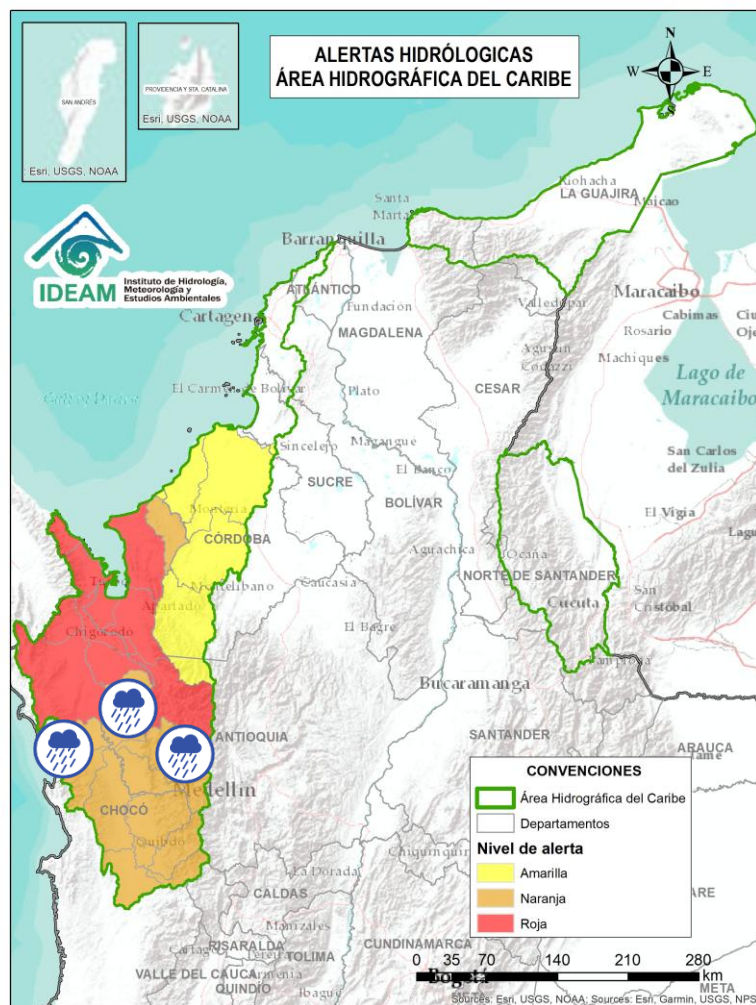 ALERTAS HIDRÓLOGICAS
ÁREA HIDROGRÁFICA DEL CARIBE
N
W
E
S
SAN ANDRÉS
PROVIDENCIA Y STA. CATALINA
Esri, USGS, NOAA
Esri, USGS, NOAA
Riohacha
LA GUAJIRA
Maicao
Santa
Marta
Barranquilla
IDEAM
Instituto de Hidrología,
Meteorología y
Estudios Ambientales
ATLÁNTICO
Fundación
Valledupar
Maracaibo
Cartagena
MAGDALENA
Cabimas
Rosario
Agustín
Codazzi
Machiques
El Carmen de Bolívar
Plato
CESAR
Lago de
Maracaibo
Sincelejo
Magangué
San Carlos
del Zulia
SUCRE
El Banco
BOLÍVAR
Montería
El Vigía
CÓRDOBA
Aguachica
Ocaña
NORTE DE SANTANDER
Montelibano
Caucasia
San
Cristóbal
Apartadó
Cúcuta
Chigorodó
El Bagre
Pamplona
Bucaramanga
ANTIOQUIA
SANTANDER
ARAUCA
Medellín
CHOCÓ
Quibdó
CONVENCIONES
Área Hidrográfica del Caribe
Departamentos
Nivel de alerta
Amarilla
Naranja
Roja
La Dorada
CALDAS
Manizales
RISARALDA
Pereira
TOLIMA
CUNDINAMARCA
VALLE DEL CAUCA
Armenia
QUINDÍO
Ibagué
Bogotá
META
0 35 70 140 210 280
km
Sources: Esri, USGS, NOAA; Sources: Esri, Garmin, USGS,